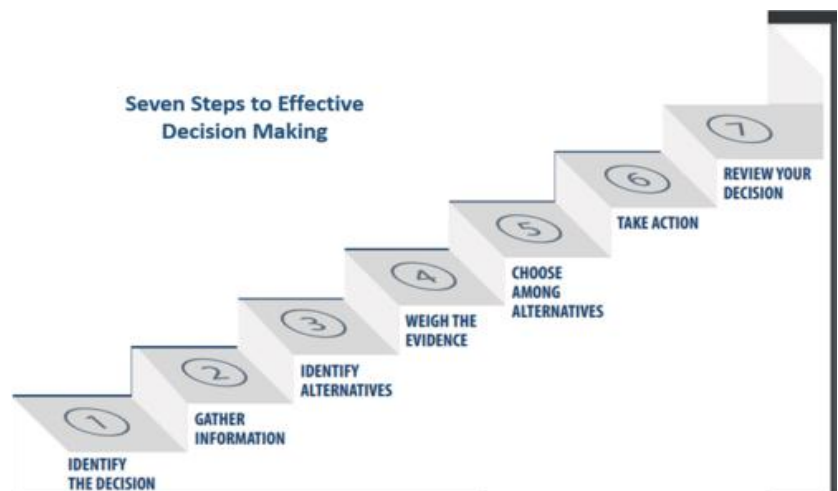 Seven Steps to Effective
Decision Making
1
IDENTIFY
THE DECISION
2
GATHER
INFORMATION
3
IDENTIFY
ALTERNATIVES
4
WEIGH THE
EVIDENCE
5
CHOOSE
AMONG
ALTERNATIVES
6
TAKE ACTION
7
REVIEW YOUR
DECISION